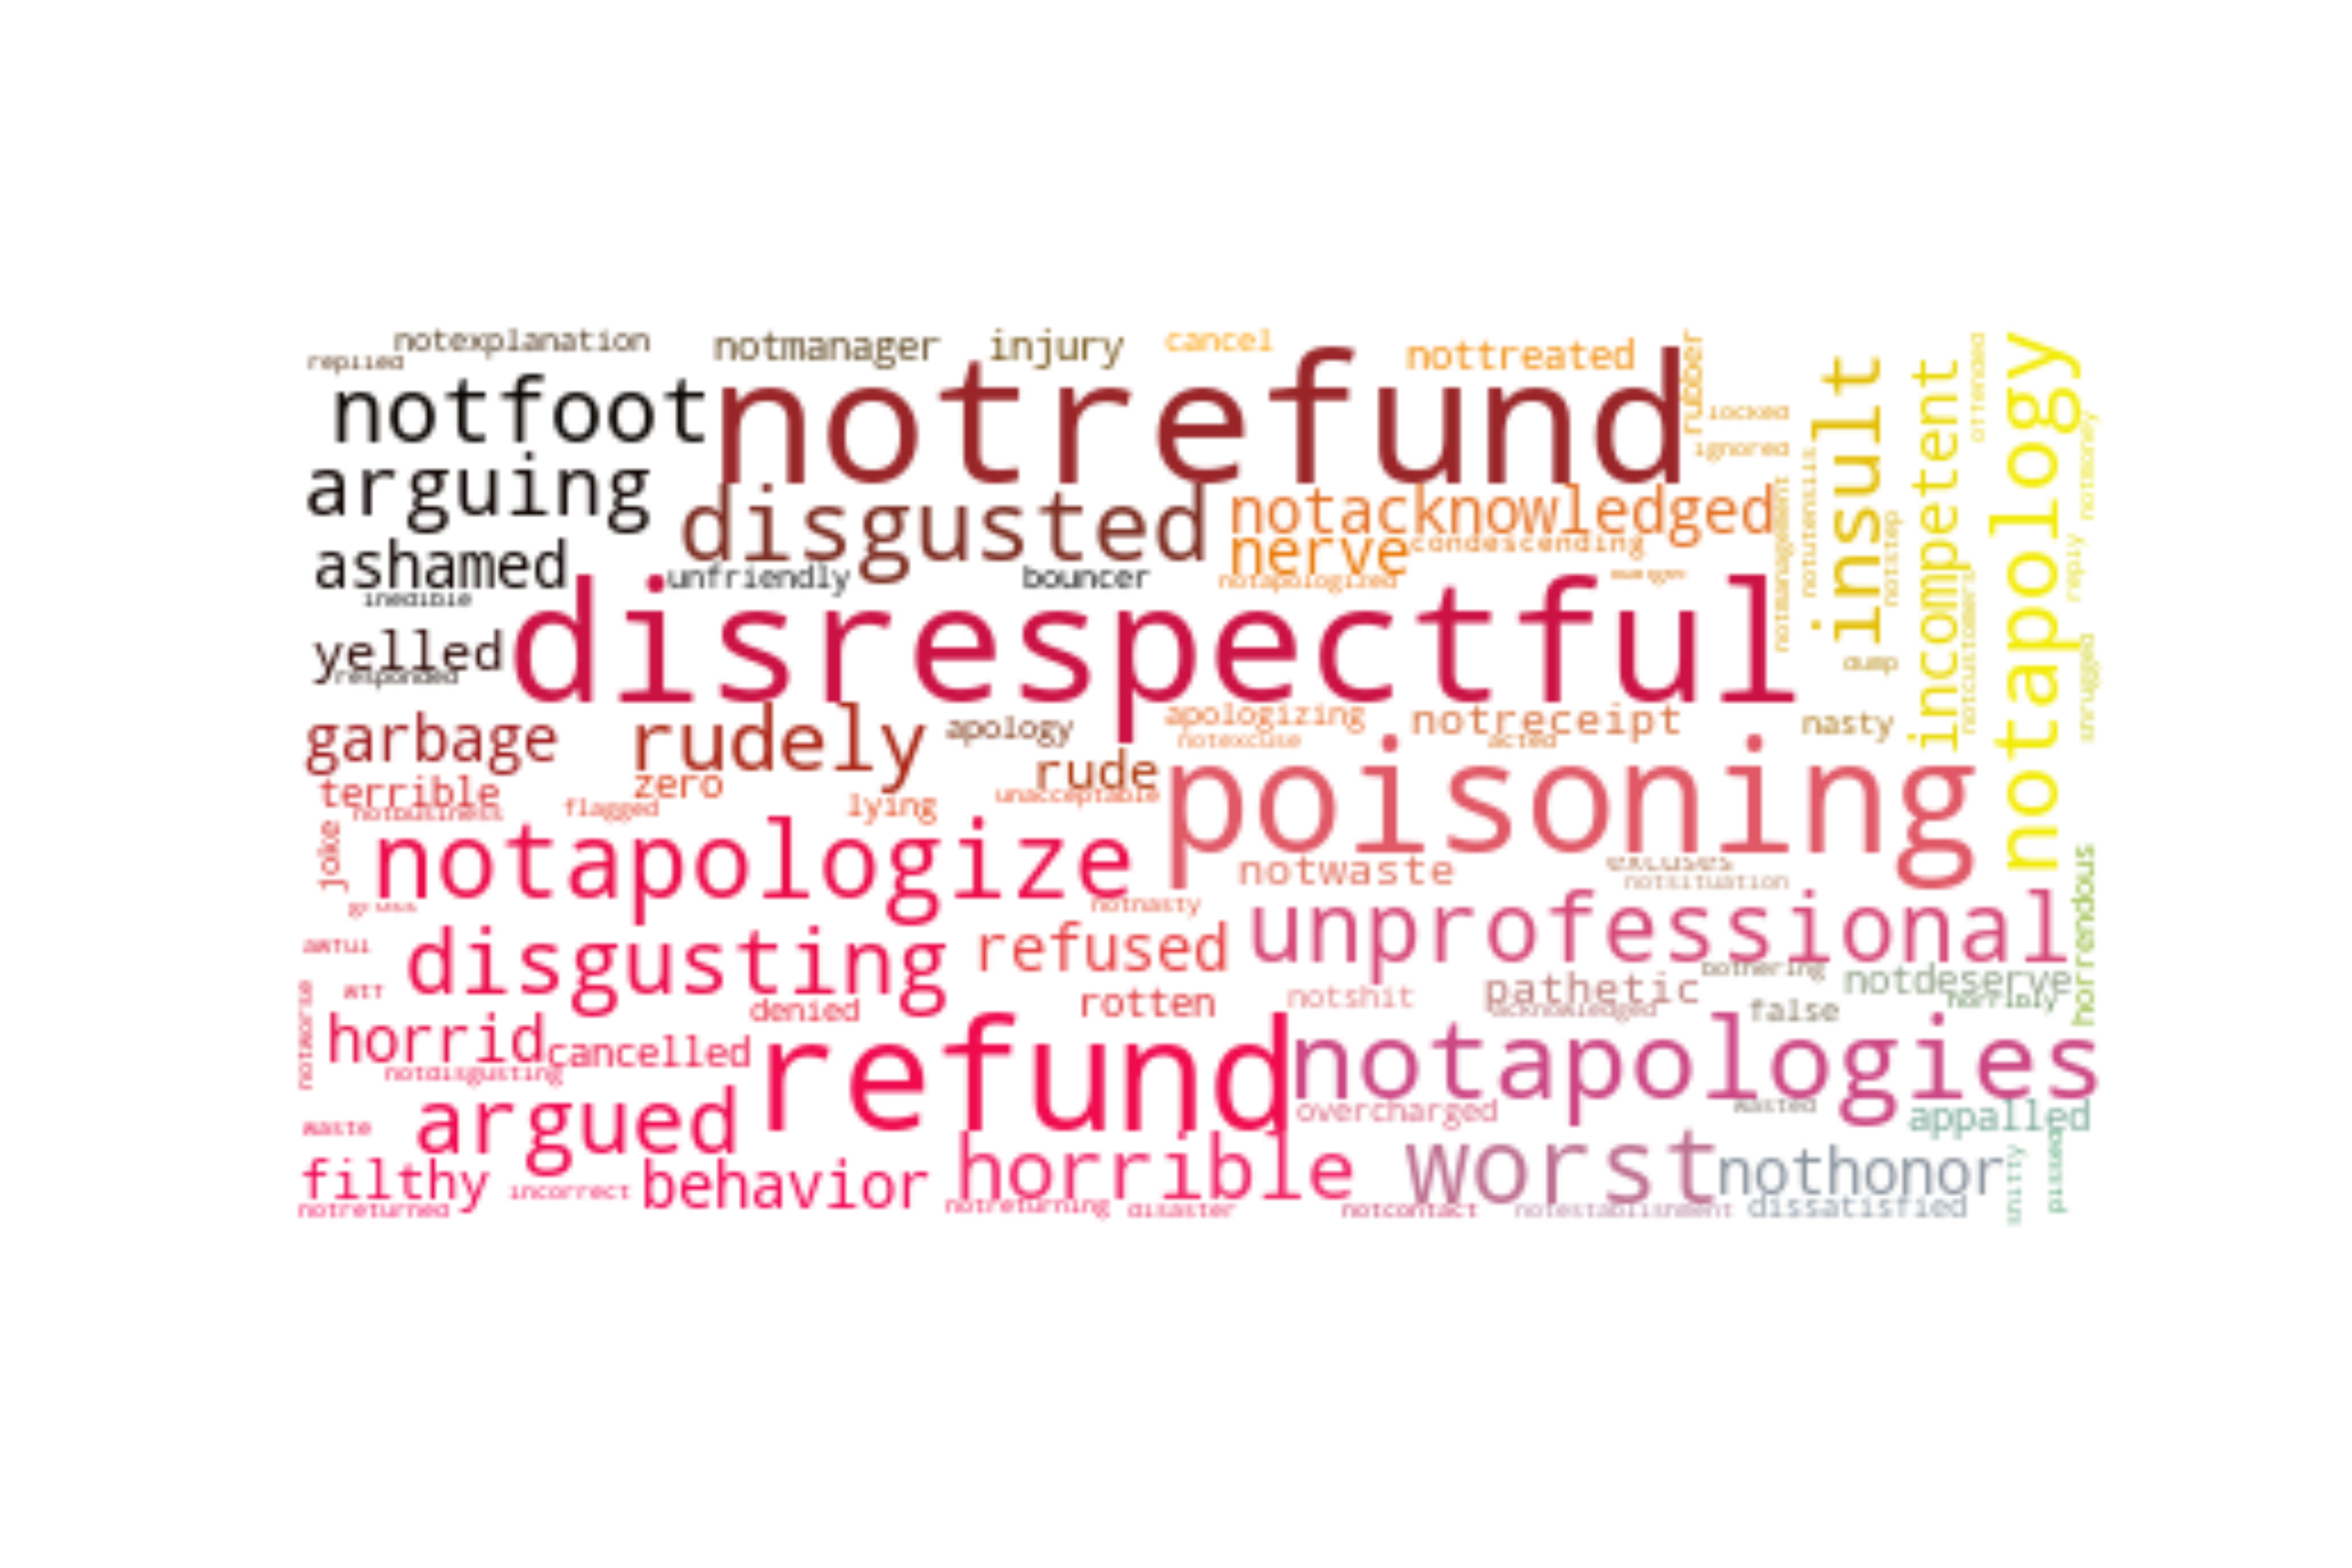 notexplanation
replied
notmanager
injury
cancel
nottreated
rubber
locked
ignored
notfoot
notrefund
insult
incompetent
offended
notapology
notmoney
arguing
disgusted
notacknowledged
nerve
condescending
notmanagement
notutensils
notstep
reply
ashamed
unfriendly
bouncer
notapologized
inedible
disrespectful
yelled
responded
dump
notcustomers
shrugged
garbage
rudely
apology
apologizing
notreceipt
nasty
notexcuse
acted
terrible
zero
rude
unacceptable
poisoning
notbusiness
flagged
lying
joke
notapologize
notwaste
excuses
notsituation
horrendous
gross
notnasty
unprofessional
awful
disgusting
refused
bothering
notdeserve
horribly
notworse
WTF
denied
rotten
notshit
pathetic
acknowledged
false
horrid
cancelled
refund
notapologies
notdisgusting
overcharged
wasted
appalled
waste
argued
horrible
worst
nothonor
shitty
pissed
filthy
incorrect
behavior
notreturned
notreturning
disaster
notcontact
notestablishment
dissatisfied